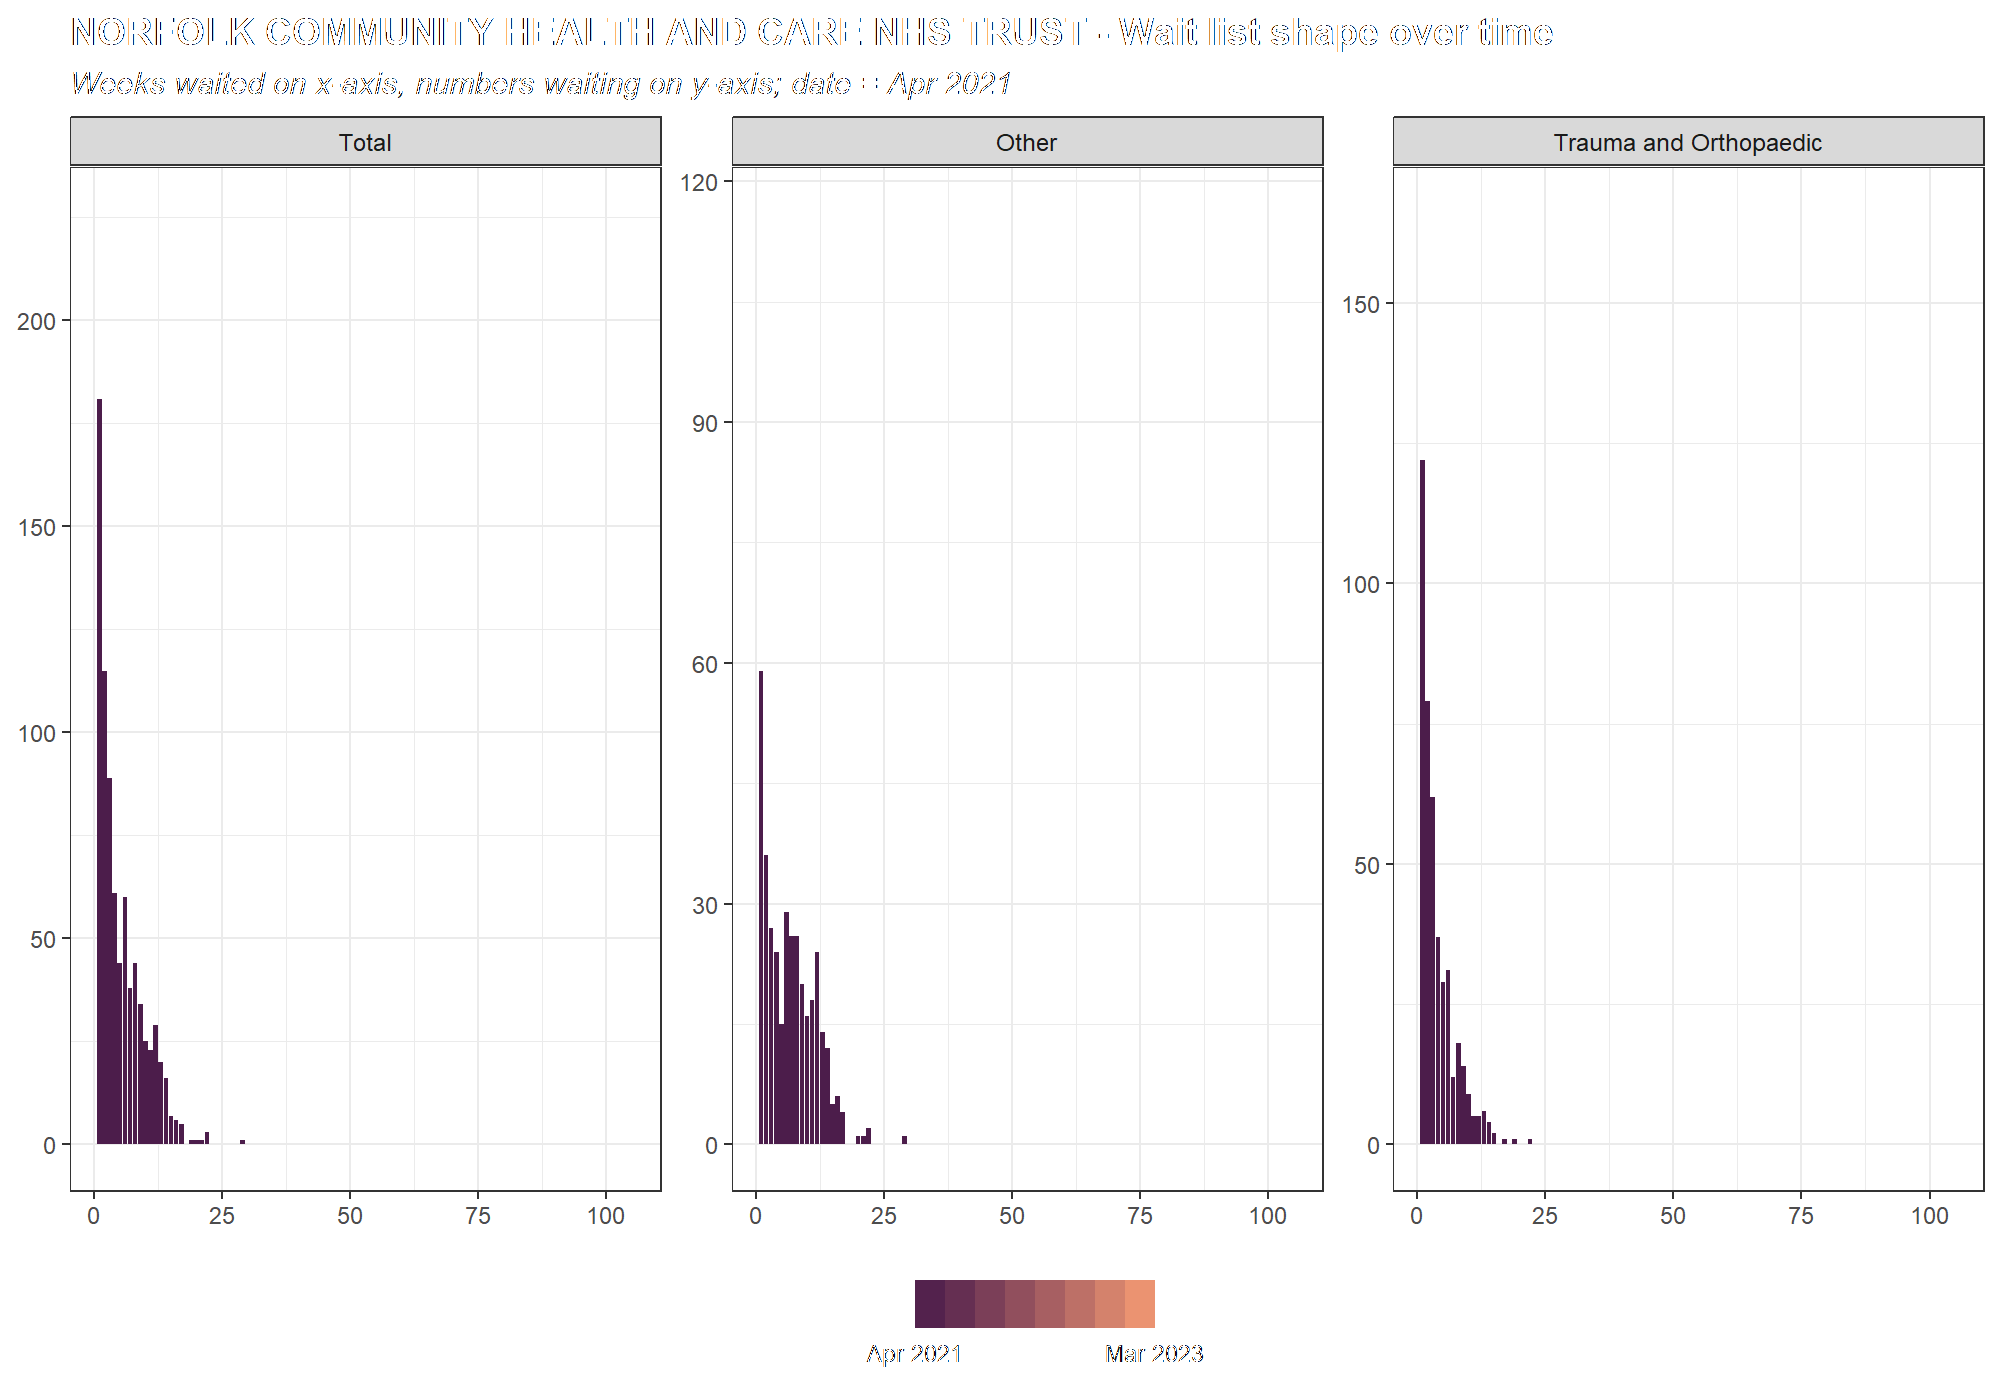 NORFOLK COMMUNITY HEALTH AND CARE NHS TRUST - Wait list shape over time
Weeks waited on x-axis, numbers waiting on y-axis; date = Apr 2021
Total
Other
Trauma and Orthopaedic
200
150
100
50
0
0 25 50 75 100
120
90
60
30
0
0 25 50 75 100
150
100
50
0
0 25 50 75 100
Apr 2021
Mar 2023